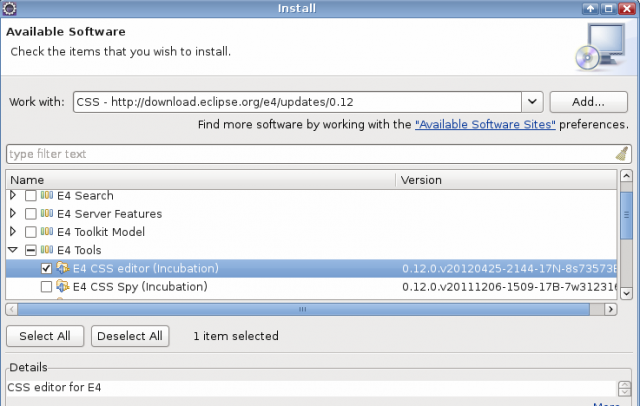 Install
Available Software
Check the items that you wish to install.
Work with: CSS - http://download.eclipse.org/e4/updates/0.12 Add...
Find more software by working with the "Available Software Sites" preferences.
type filter text
Name Version
E4 Search
E4 Server Features
E4 Toolkit Model
E4 Tools
E4 CSS editor (Incubation) 0.12.0.v20120425-2144-17N-8s73573E
E4 CSS Spy (Incubation) 0.12.0.v20111206-1509-17B-7w312316
Select All Deselect All 1 item selected
Details
CSS editor for E4
More...